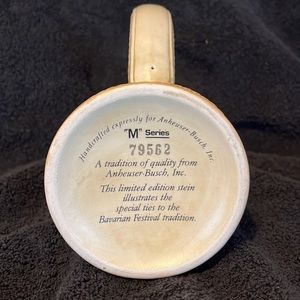 Handcrafted expressly for Anheuser-Busch, Inc.
"M" Series
79562
A tradition of quality from
Anheuser-Busch, Inc.
This limited edition stein
illustrates the
special ties to the
Bavarian Festival tradition.